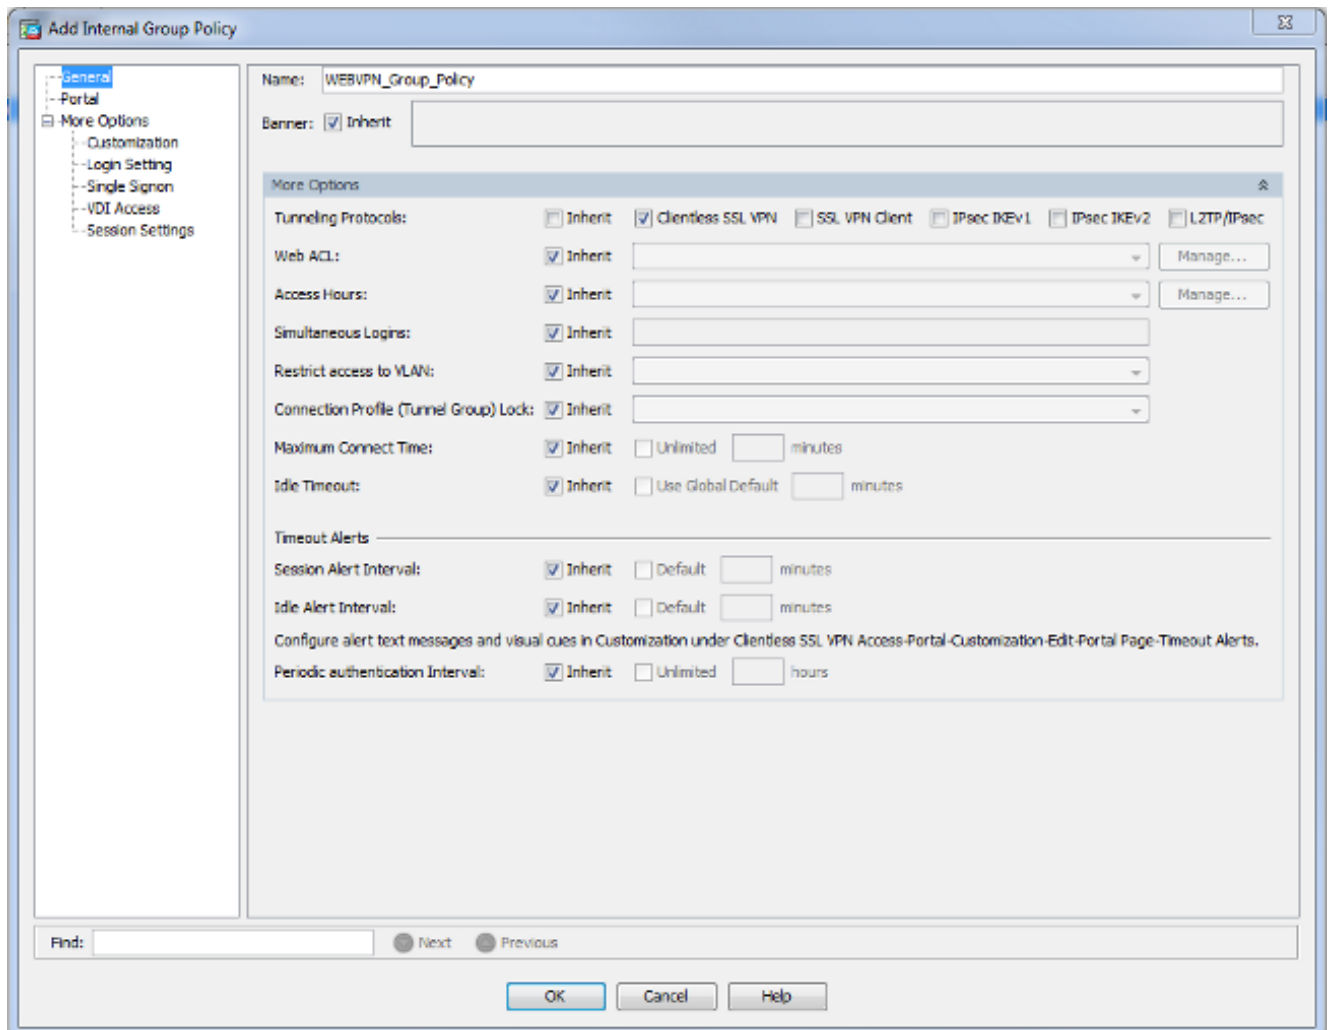 Add Internal Group Policy
General
Portal
More Options
Customization
Login Setting
Single Signon
VDI Access
Session Settings
Name: WEBVPN_Group_Policy
Banner: Inherit
More Options
Tunneling Protocols: Inherit Clientless SSL VPN SSL VPN Client IPsec IKEv1 IPsec IKEv2 L2TP/IPsec
Web ACL: Inherit Manage...
Access Hours: Inherit Manage...
Simultaneous Logins: Inherit
Restrict access to VLAN: Inherit
Connection Profile (Tunnel Group) Lock: Inherit
Maximum Connect Time: Inherit Unlimited minutes
Idle Timeout: Inherit Use Global Default minutes
Timeout Alerts
Session Alert Interval: Inherit Default minutes
Idle Alert Interval: Inherit Default minutes
Configure alert text messages and visual cues in Customization under Clientless SSL VPN Access-Portal-Customization-Edit-Portal Page-Timeout Alerts.
Periodic authentication Interval: Inherit Unlimited hours
Find: Next Previous
OK Cancel Help